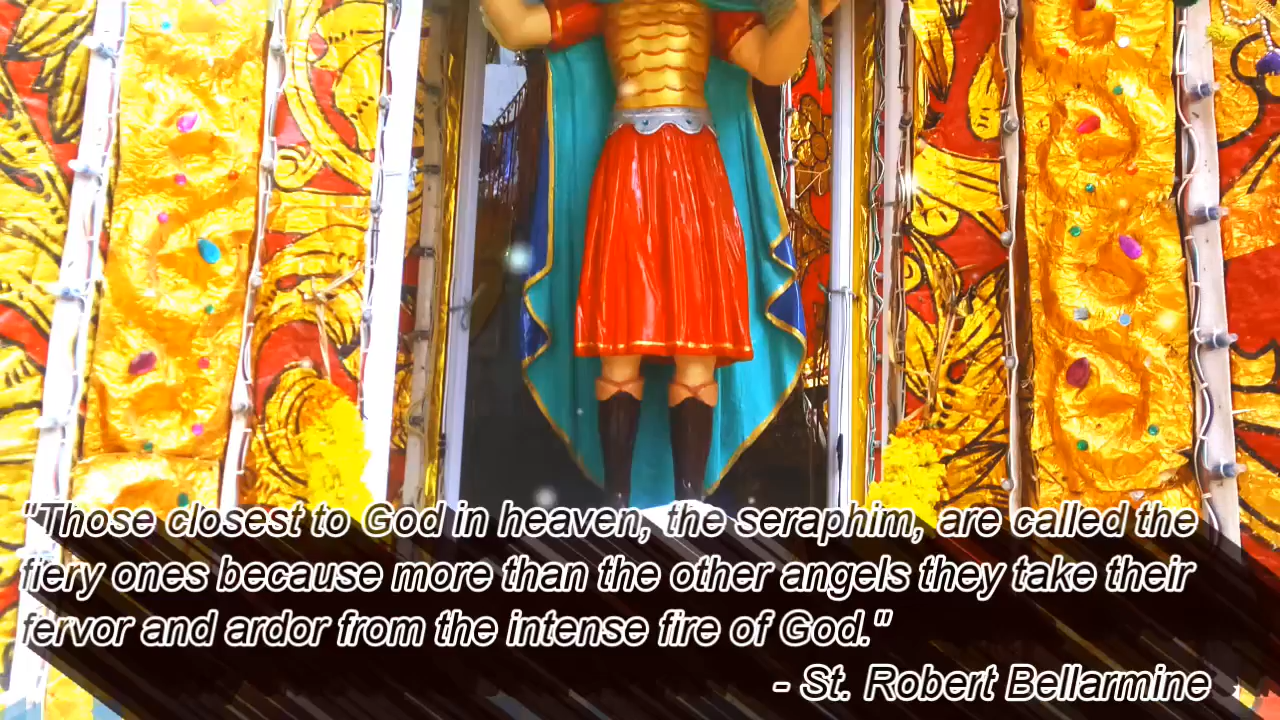 "Those closest to God in heaven, the seraphim, are called the
fiery ones because more than the other angels they take their
fervor and ardor from the intense fire of God."
- St. Robert Bellarmine